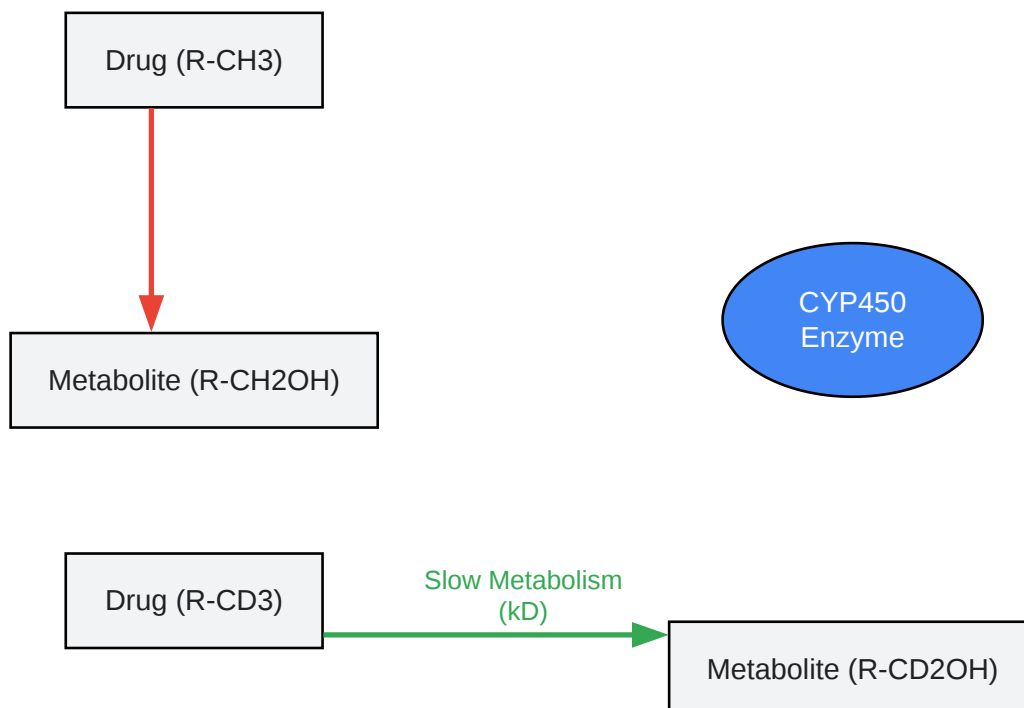 Drug (R-CH3)
CYP450
Enzyme
Metabolite (R-CH2OH)
Drug (R-CD3)
Slow Metabolism
(kD)
Metabolite (R-CD2OH)